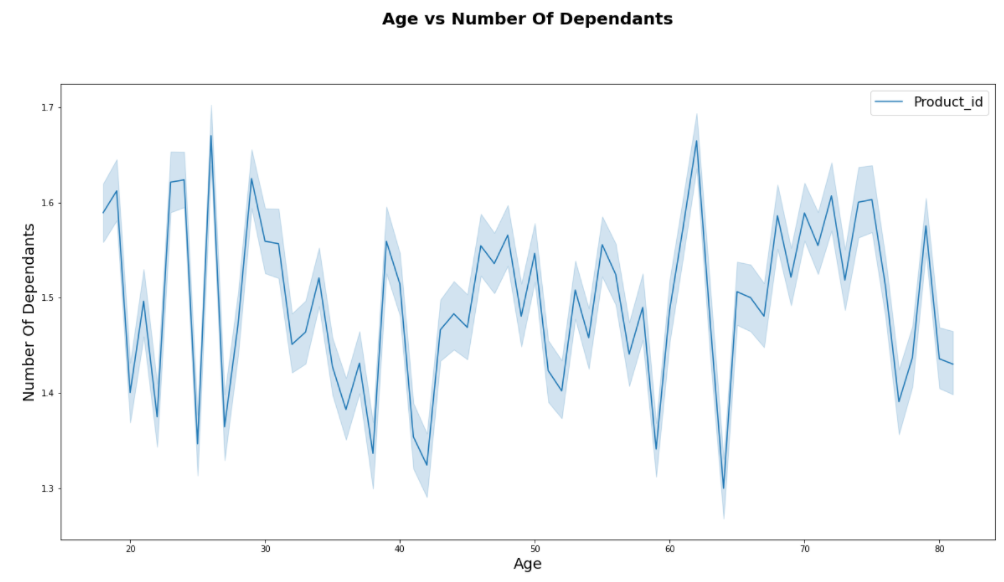 Age vs Number Of Dependants
Product_id
1.7
1.6
1.5
1.4
1.3
Number Of Dependants
20 30 40 50 60 70 80
Age